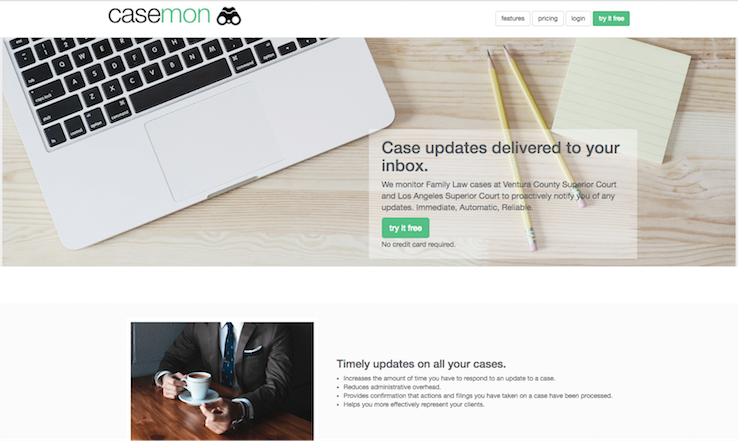 casemon
features
pricing
login
try it free
Case updates delivered to your
inbox.
We monitor Family Law cases at Ventura County Superior Court
and Los Angeles Superior Court to proactively notify you of any
updates. Immediate, Automatic, Reliable.
try it free
No credit card required.
Timely updates on all your cases.
• Increases the amount of time you have to respond to an update to a case.
• Reduces administrative overhead.
• Provides confirmation that actions and filings you have taken on a case have been processed.
• Helps you more effectively represent your clients.